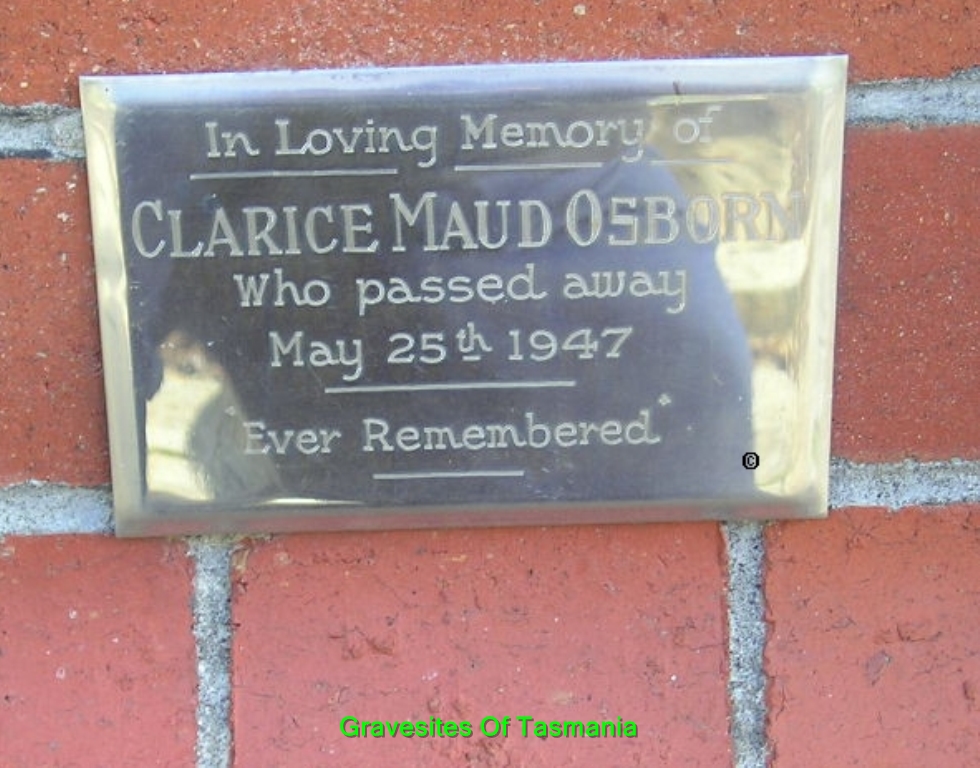 In Loving Memory of
CLARICE MAUD OSBORN
Who passed away
May 25th 1947
"Ever Remembered"
©
Gravesites Of Tasmania